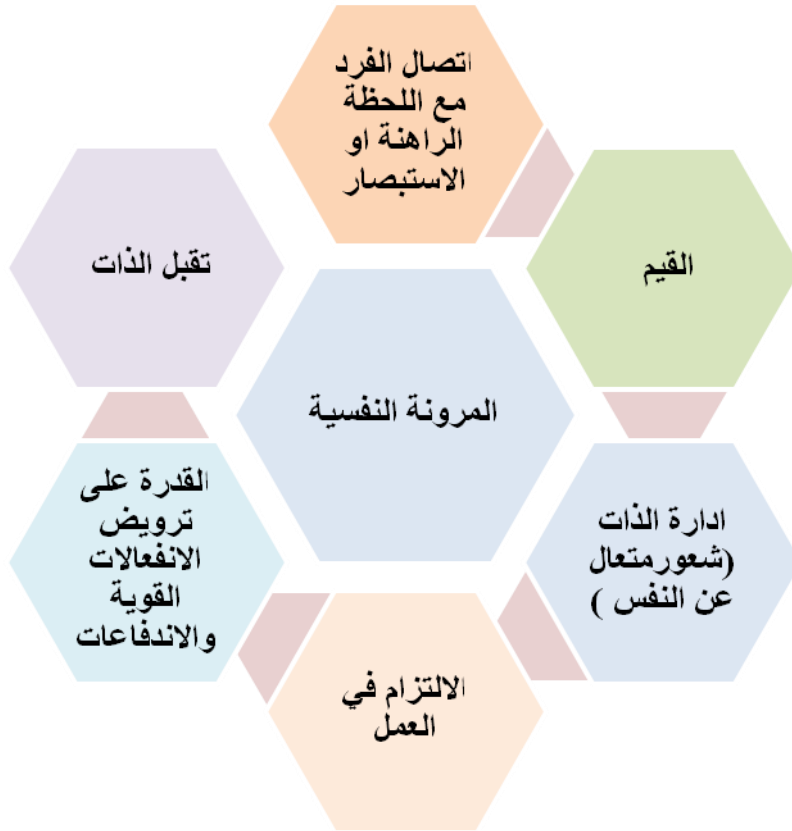 اتصال الفرد
مع اللحظة
الراهنة او
الاستبصار
القيم
تقبل الذات
المرونة النفسية
ادارة الذات
(شعورمتعال
عن النفس )
القدرة على
ترويض
الانفعالات
القوية
والاندفاعات
الالتزام في
العمل